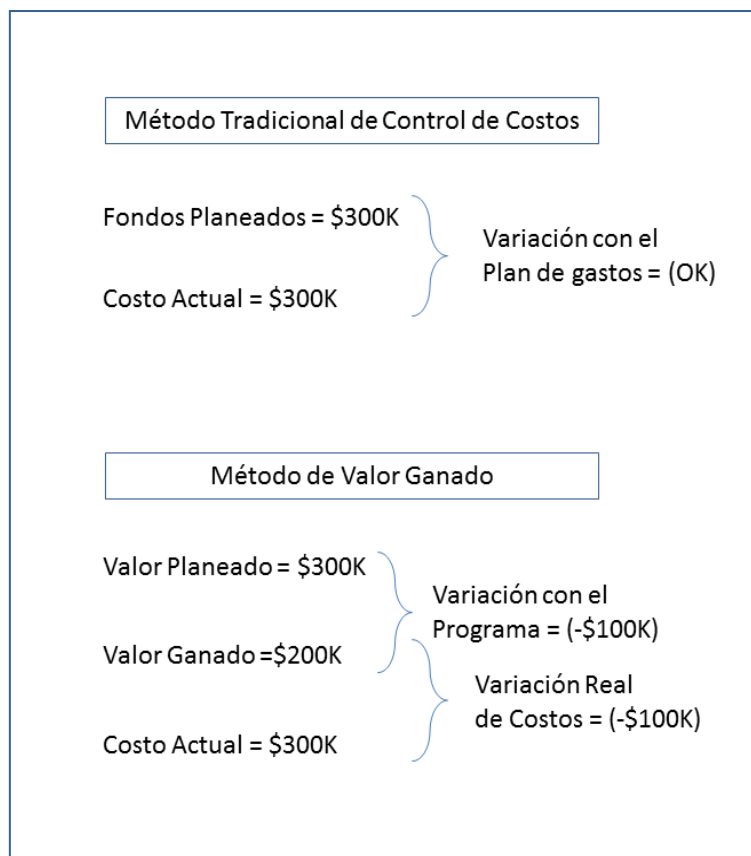 Método Tradicional de Control de Costos
Fondos Planeados = $300K
Variación con el
Plan de gastos = (OK)
Costo Actual = $300K
Método de Valor Ganado
Valor Planeado = $300K
Variación con el
Programa = (-$100K)
Valor Ganado =$200K
Variación Real
de Costos = (-$100K)
Costo Actual = $300K